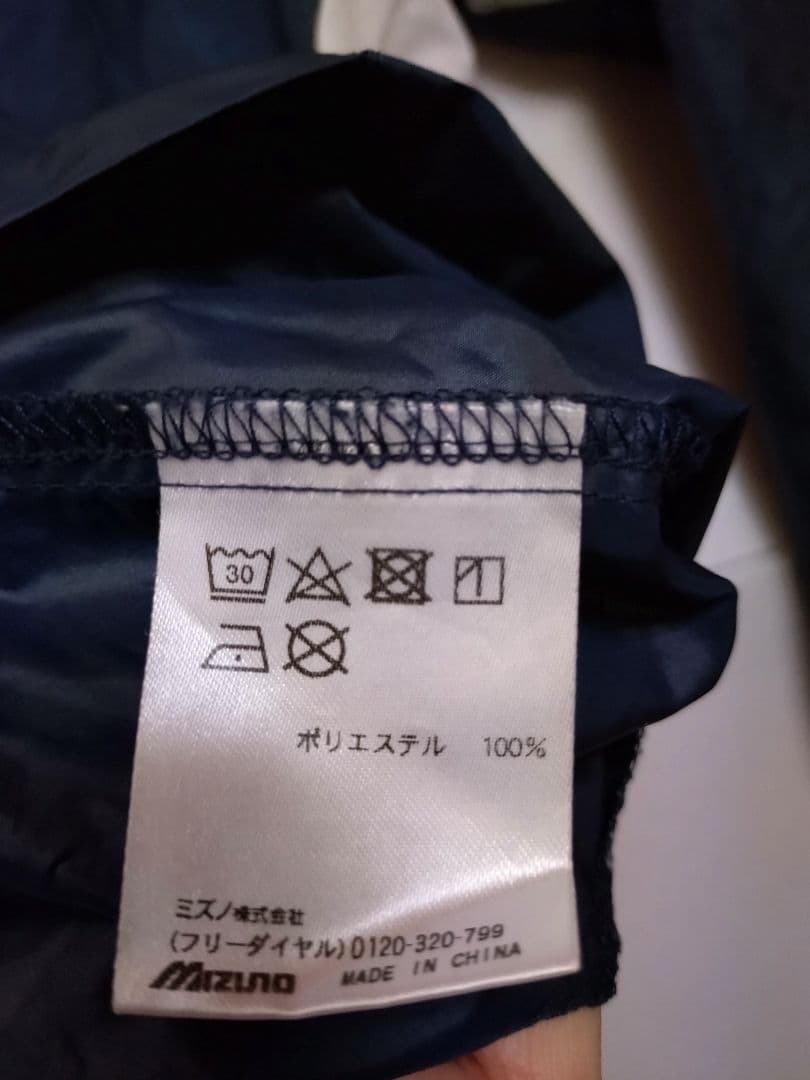 30
ポリエステル 100%
ミズノ株式会社
(フリーダイヤル)0120-320-799
Mizuno MADE IN CHINA